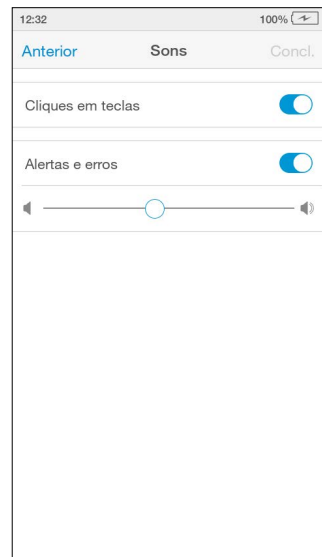 12:32 100%
Anterior Sons Concl.
Cliques em teclas
Alertas e erros